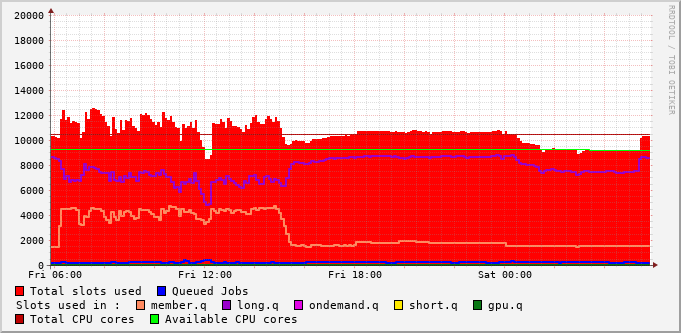 20000
18000
16000
14000
12000
10000
8000
6000
4000
2000
0
Fri 06:00 Fri 12:00 Fri 18:00 Sat 00:00
RRDTOOL / TOBI OETIKER
Total slots used Queued Jobs
Slots used in : member.q long.q ondemand.q short.q gpu.q
Total CPU cores Available CPU cores